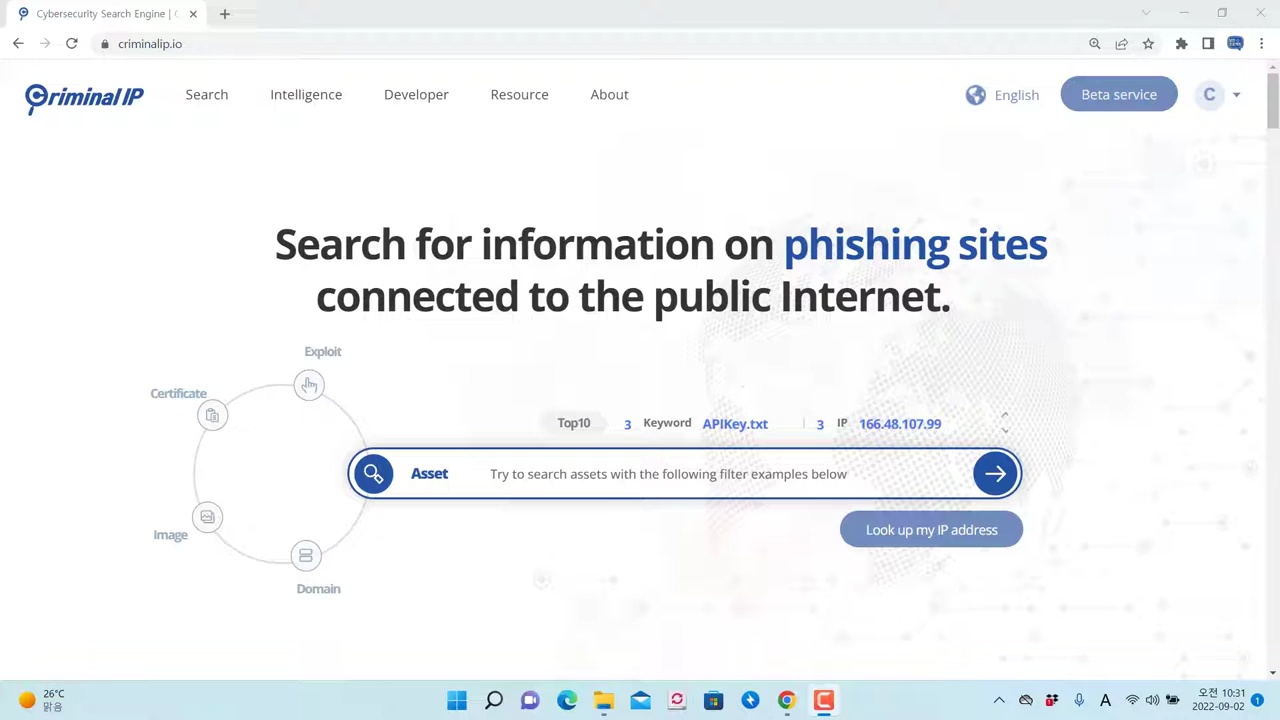 Cybersecurity Search Engine | C
criminalip.io
Criminal IP
Search
Intelligence
Developer
Resource
About
English
Beta service
C
Search for information on phishing sites
connected to the public Internet.
Exploit
Certificate
Top10
3 Keyword APIKey.txt
3 IP 166.48.107.99
Asset
Try to search assets with the following filter examples below
Look up my IP address
Image
Domain
26°C
맑음
A
오전 10:31
2022-09-02
1